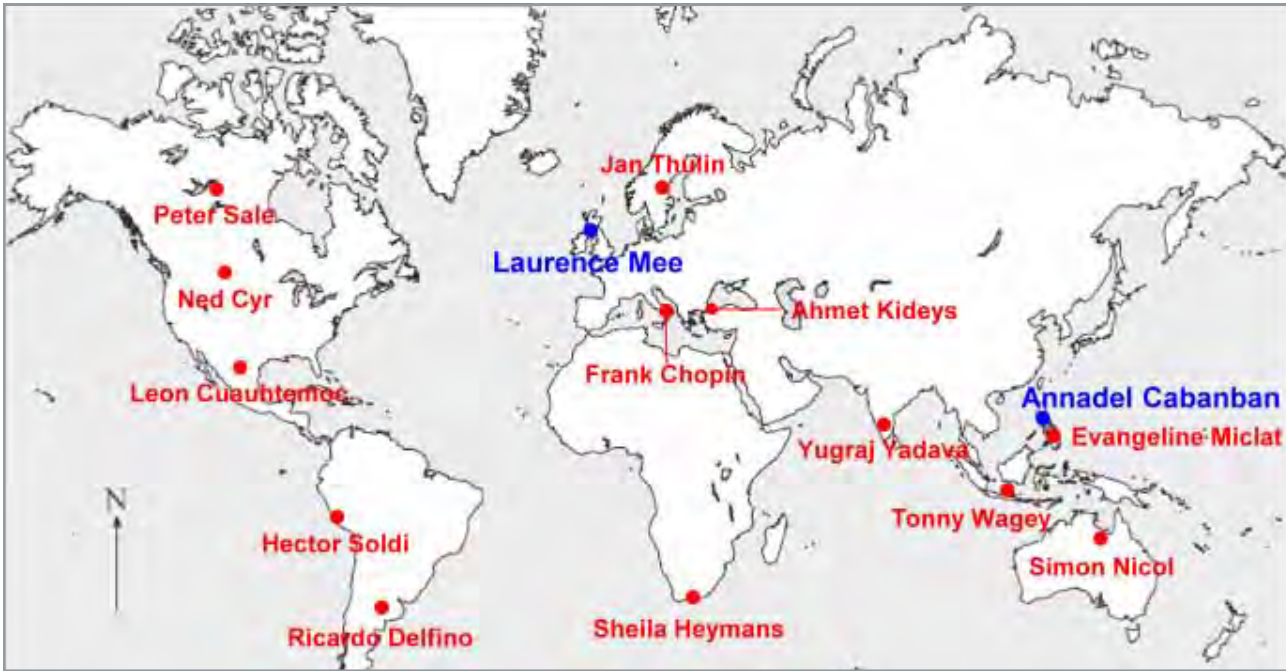 Jan Thulin
Peter Sale
Laurence Mee
Ned Cyr
Ahmet Kideys
Frank Chopin
Leon Cuauhtemoc
Annadel Cabanban
Yugraj Yadava
Evangeline Miclat
N
Tonny Wagey
Hector Soldi
Simon Nicol
Sheila Heymans
Ricardo Delfino